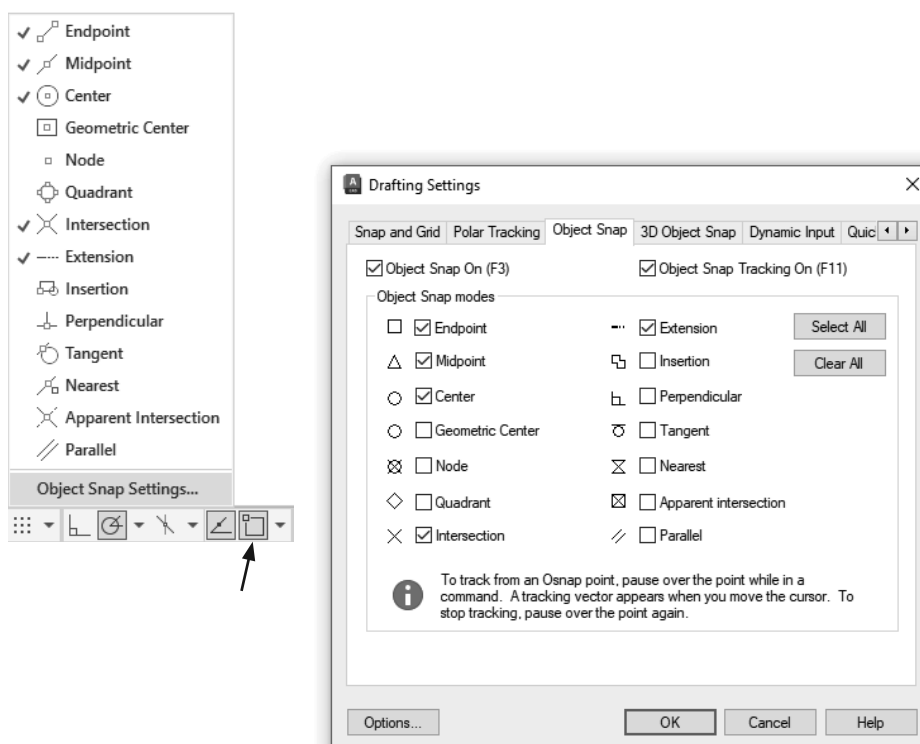 Endpoint
Midpoint
Center
Geometric Center
Node
Quadrant
Intersection
Extension
Insertion
Perpendicular
Tangent
Nearest
Apparent Intersection
Parallel
Object Snap Settings...
Drafting Settings
Snap and Grid Polar Tracking Object Snap 3D Object Snap Dynamic Input Quic
Object Snap On (F3) Object Snap Tracking On (F11)
Object Snap modes
Endpoint Extension Select All
Midpoint Insertion Clear All
Center Perpendicular
Geometric Center Tangent
Node Nearest
Quadrant Apparent intersection
Intersection Parallel
To track from an Osnap point, pause over the point while in a
command. A tracking vector appears when you move the cursor. To
stop tracking, pause over the point again.
Options... OK Cancel Help